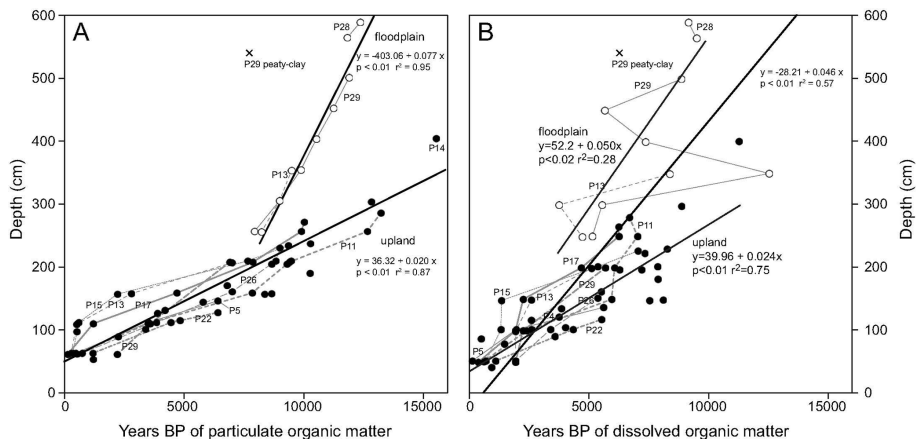 A
600
500
400
300
200
100
0
Depth (cm)
0
5000
10000
15000
Years BP of particulate organic matter
P28
floodplain
y = -403.06 + 0.077 x
p < 0.01 r² = 0.95
P29 peaty-clay
P29
P13
P14
P11
upland
y = 36.32 + 0.020 x
p < 0.01 r² = 0.87
P26
P15
P13
P17
P5
P22
P29
B
P28
P29 peaty-clay
y = -28.21 + 0.046 x
p < 0.01 r² = 0.57
P29
floodplain
y=52.2 + 0.050x
p<0.02 r²=0.28
P13
P11
upland
y=39.96 + 0.024x
p<0.01 r²=0.75
P17
P29
P15
P13
P4
P22
P5
600
500
400
300
200
100
0
Depth (cm)
0
5000
10000
15000
Years BP of dissolved organic matter